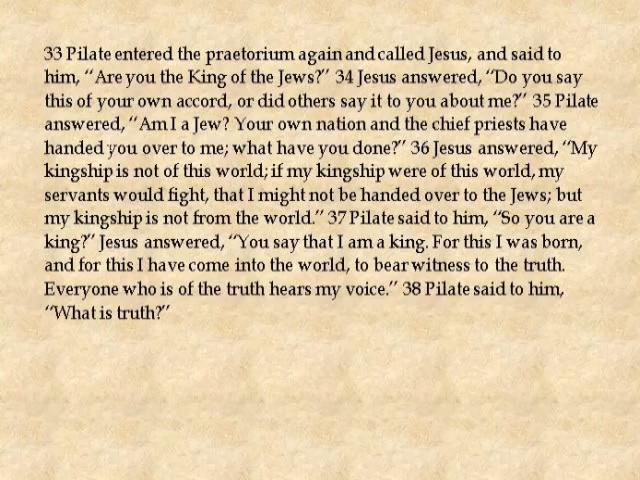 33 Pilate entered the praetorium again and called Jesus, and said to
him, “Are you the King of the Jews?” 34 Jesus answered, “Do you say
this of your own accord, or did others say it to you about me?” 35 Pilate
answered, “Am I a Jew? Your own nation and the chief priests have
handed you over to me; what have you done?” 36 Jesus answered, “My
kingship is not of this world; if my kingship were of this world, my
servants would fight, that I might not be handed over to the Jews; but
my kingship is not from the world.” 37 Pilate said to him, “So you are a
king?” Jesus answered, “You say that I am a king. For this I was born,
and for this I have come into the world, to bear witness to the truth.
Everyone who is of the truth hears my voice.” 38 Pilate said to him,
“What is truth?”